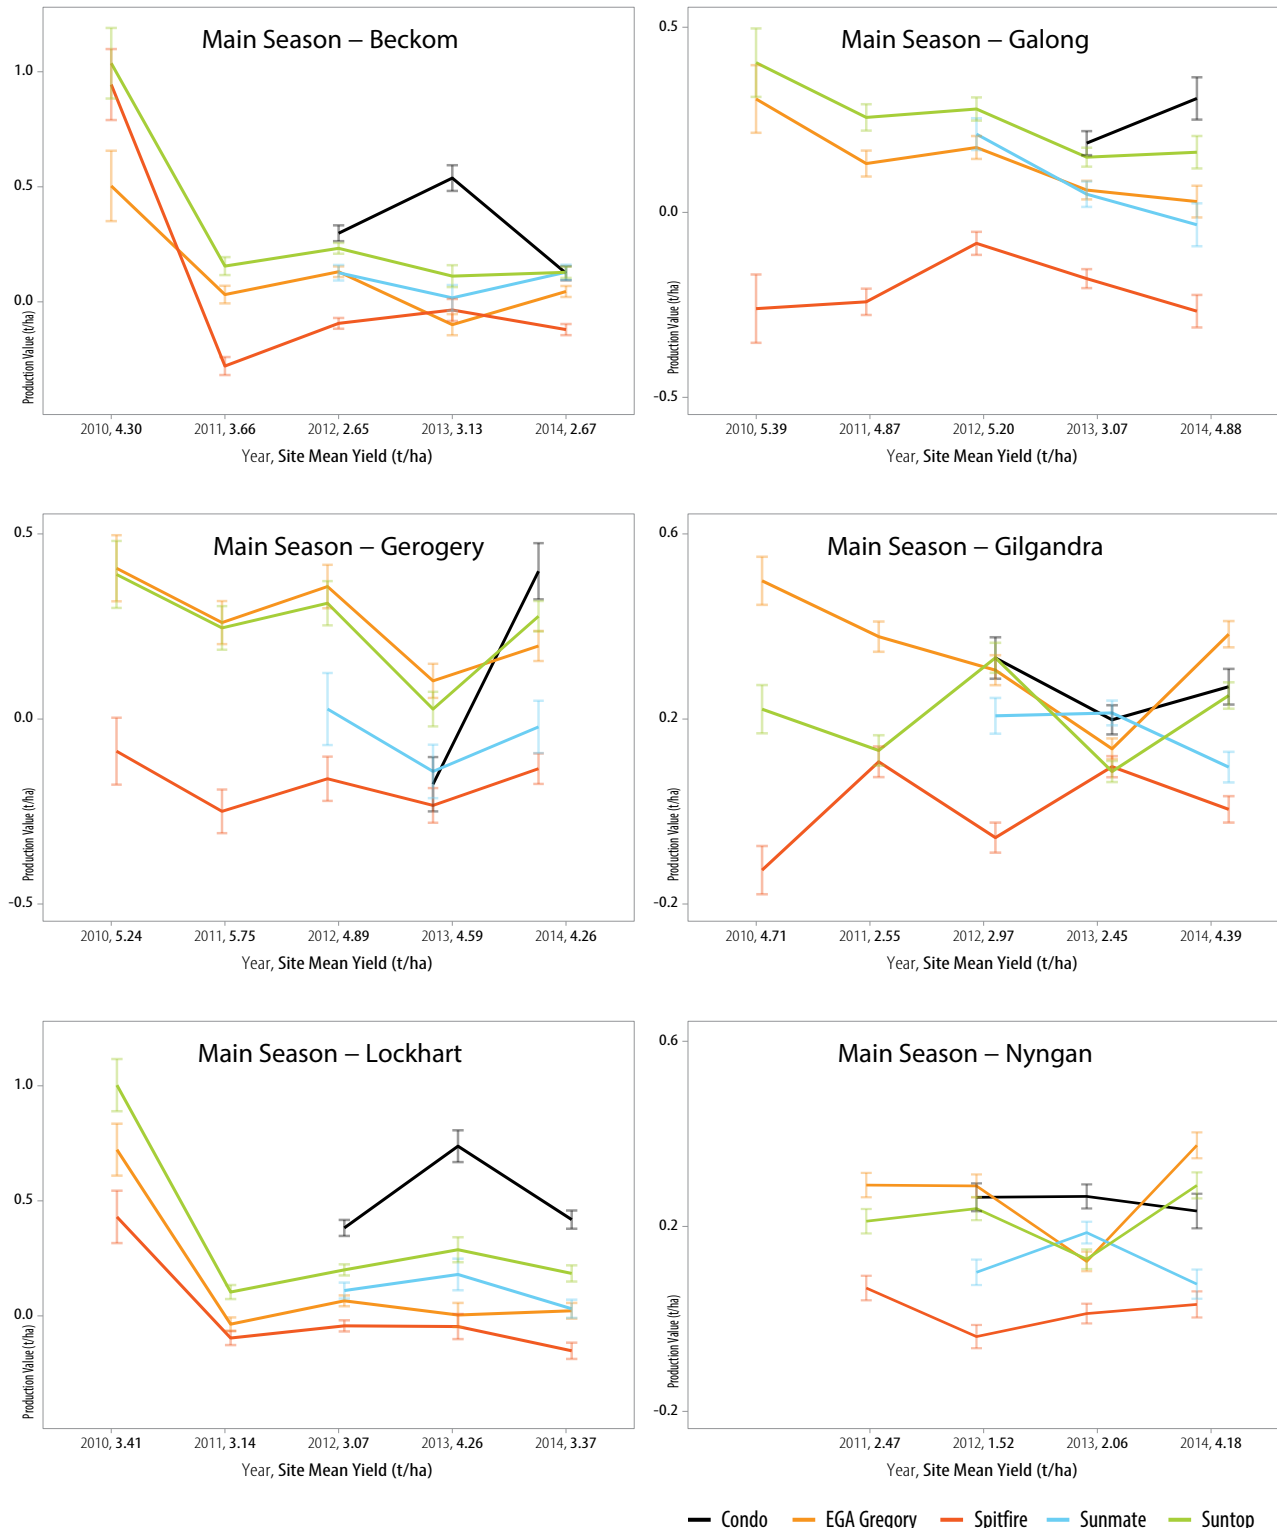 Main Season – Beckom
1.0
0.5
0.0
Production Value (t/ha)
2010, 4.30 2011, 3.66 2012, 2.65 2013, 3.13 2014, 2.67
Year, Site Mean Yield (t/ha)
Main Season – Galong
0.5
0.0
-0.5
Production Value (t/ha)
2010, 5.39 2011, 4.87 2012, 5.20 2013, 3.07 2014, 4.88
Year, Site Mean Yield (t/ha)
Main Season – Gerogery
0.5
0.0
-0.5
Production Value (t/ha)
2010, 5.24 2011, 5.75 2012, 4.89 2013, 4.59 2014, 4.26
Year, Site Mean Yield (t/ha)
Main Season – Gilgandra
0.6
0.2
-0.2
Production Value (t/ha)
2010, 4.71 2011, 2.55 2012, 2.97 2013, 2.45 2014, 4.39
Year, Site Mean Yield (t/ha)
Main Season – Lockhart
1.0
0.5
0.0
Production Value (t/ha)
2010, 3.41 2011, 3.14 2012, 3.07 2013, 4.26 2014, 3.37
Year, Site Mean Yield (t/ha)
Main Season – Nyngan
0.6
0.2
-0.2
Production Value (t/ha)
2011, 2.47 2012, 1.52 2013, 2.06 2014, 4.18
Year, Site Mean Yield (t/ha)
Condo EGA Gregory Spitfire Sunmate Suntop